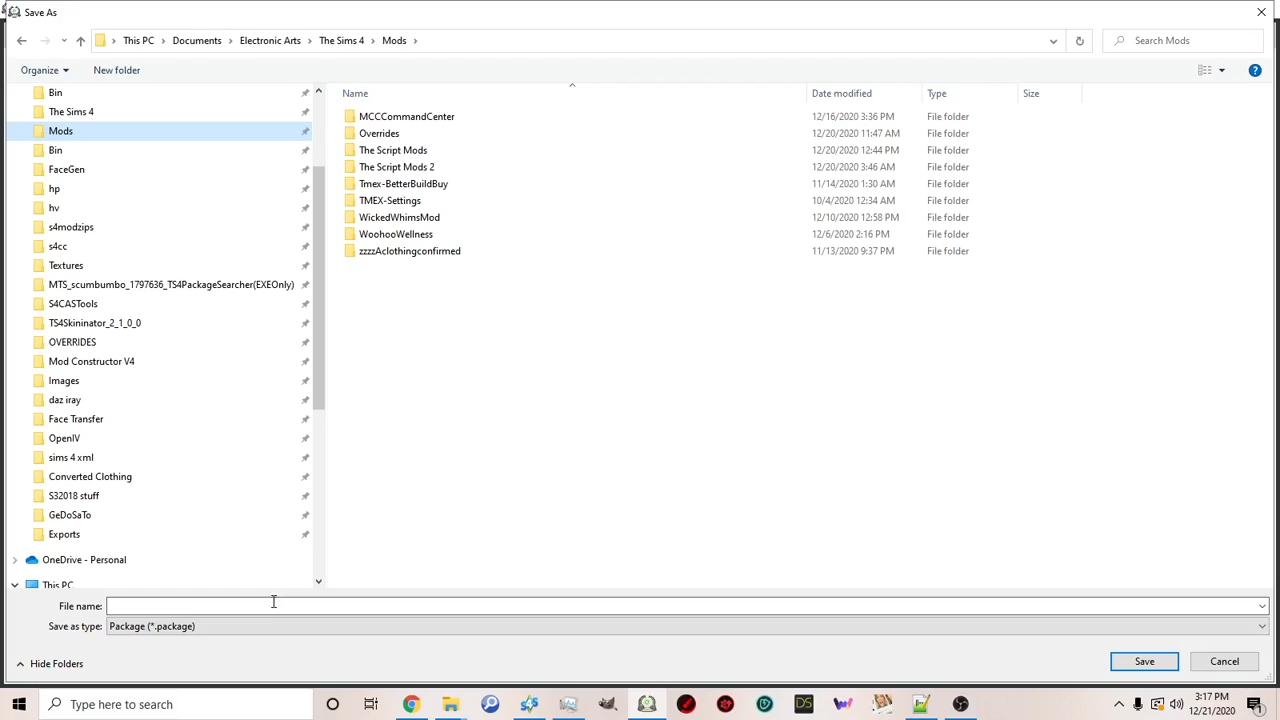 Save As
This PC > Documents > Electronic Arts > The Sims 4 > Mods >
Search Mods
Organize
New folder
Bin
The Sims 4
Mods
Bin
FaceGen
hp
hv
s4modzips
s4cc
Textures
MTS_scumbumbo_1797636_TS4PackageSearcher(EXEOnly)
S4CASTools
TS4Skininator_2_1_0_0
OVERRIDES
Mod Constructor V4
Images
daz iray
Face Transfer
OpenIV
sims 4 xml
Converted Clothing
S32018 stuff
GeDoSaTo
Exports
OneDrive - Personal
This PC
Name Date modified Type Size
MCCCommandCenter 12/16/2020 3:36 PM File folder
Overrides 12/20/2020 11:47 AM File folder
The Script Mods 12/20/2020 12:44 PM File folder
The Script Mods 2 12/20/2020 3:46 AM File folder
Tmex-BetterBuildBuy 11/14/2020 1:30 AM File folder
TMEX-Settings 10/4/2020 12:34 AM File folder
WickedWhimsMod 12/10/2020 12:58 PM File folder
WoohooWellness 12/6/2020 2:16 PM File folder
zzzzAclothingconfirmed 11/13/2020 9:37 PM File folder
File name:
Save as type: Package (*.package)
Hide Folders
Save
Cancel
Type here to search
DS
3:17 PM
12/21/2020
1